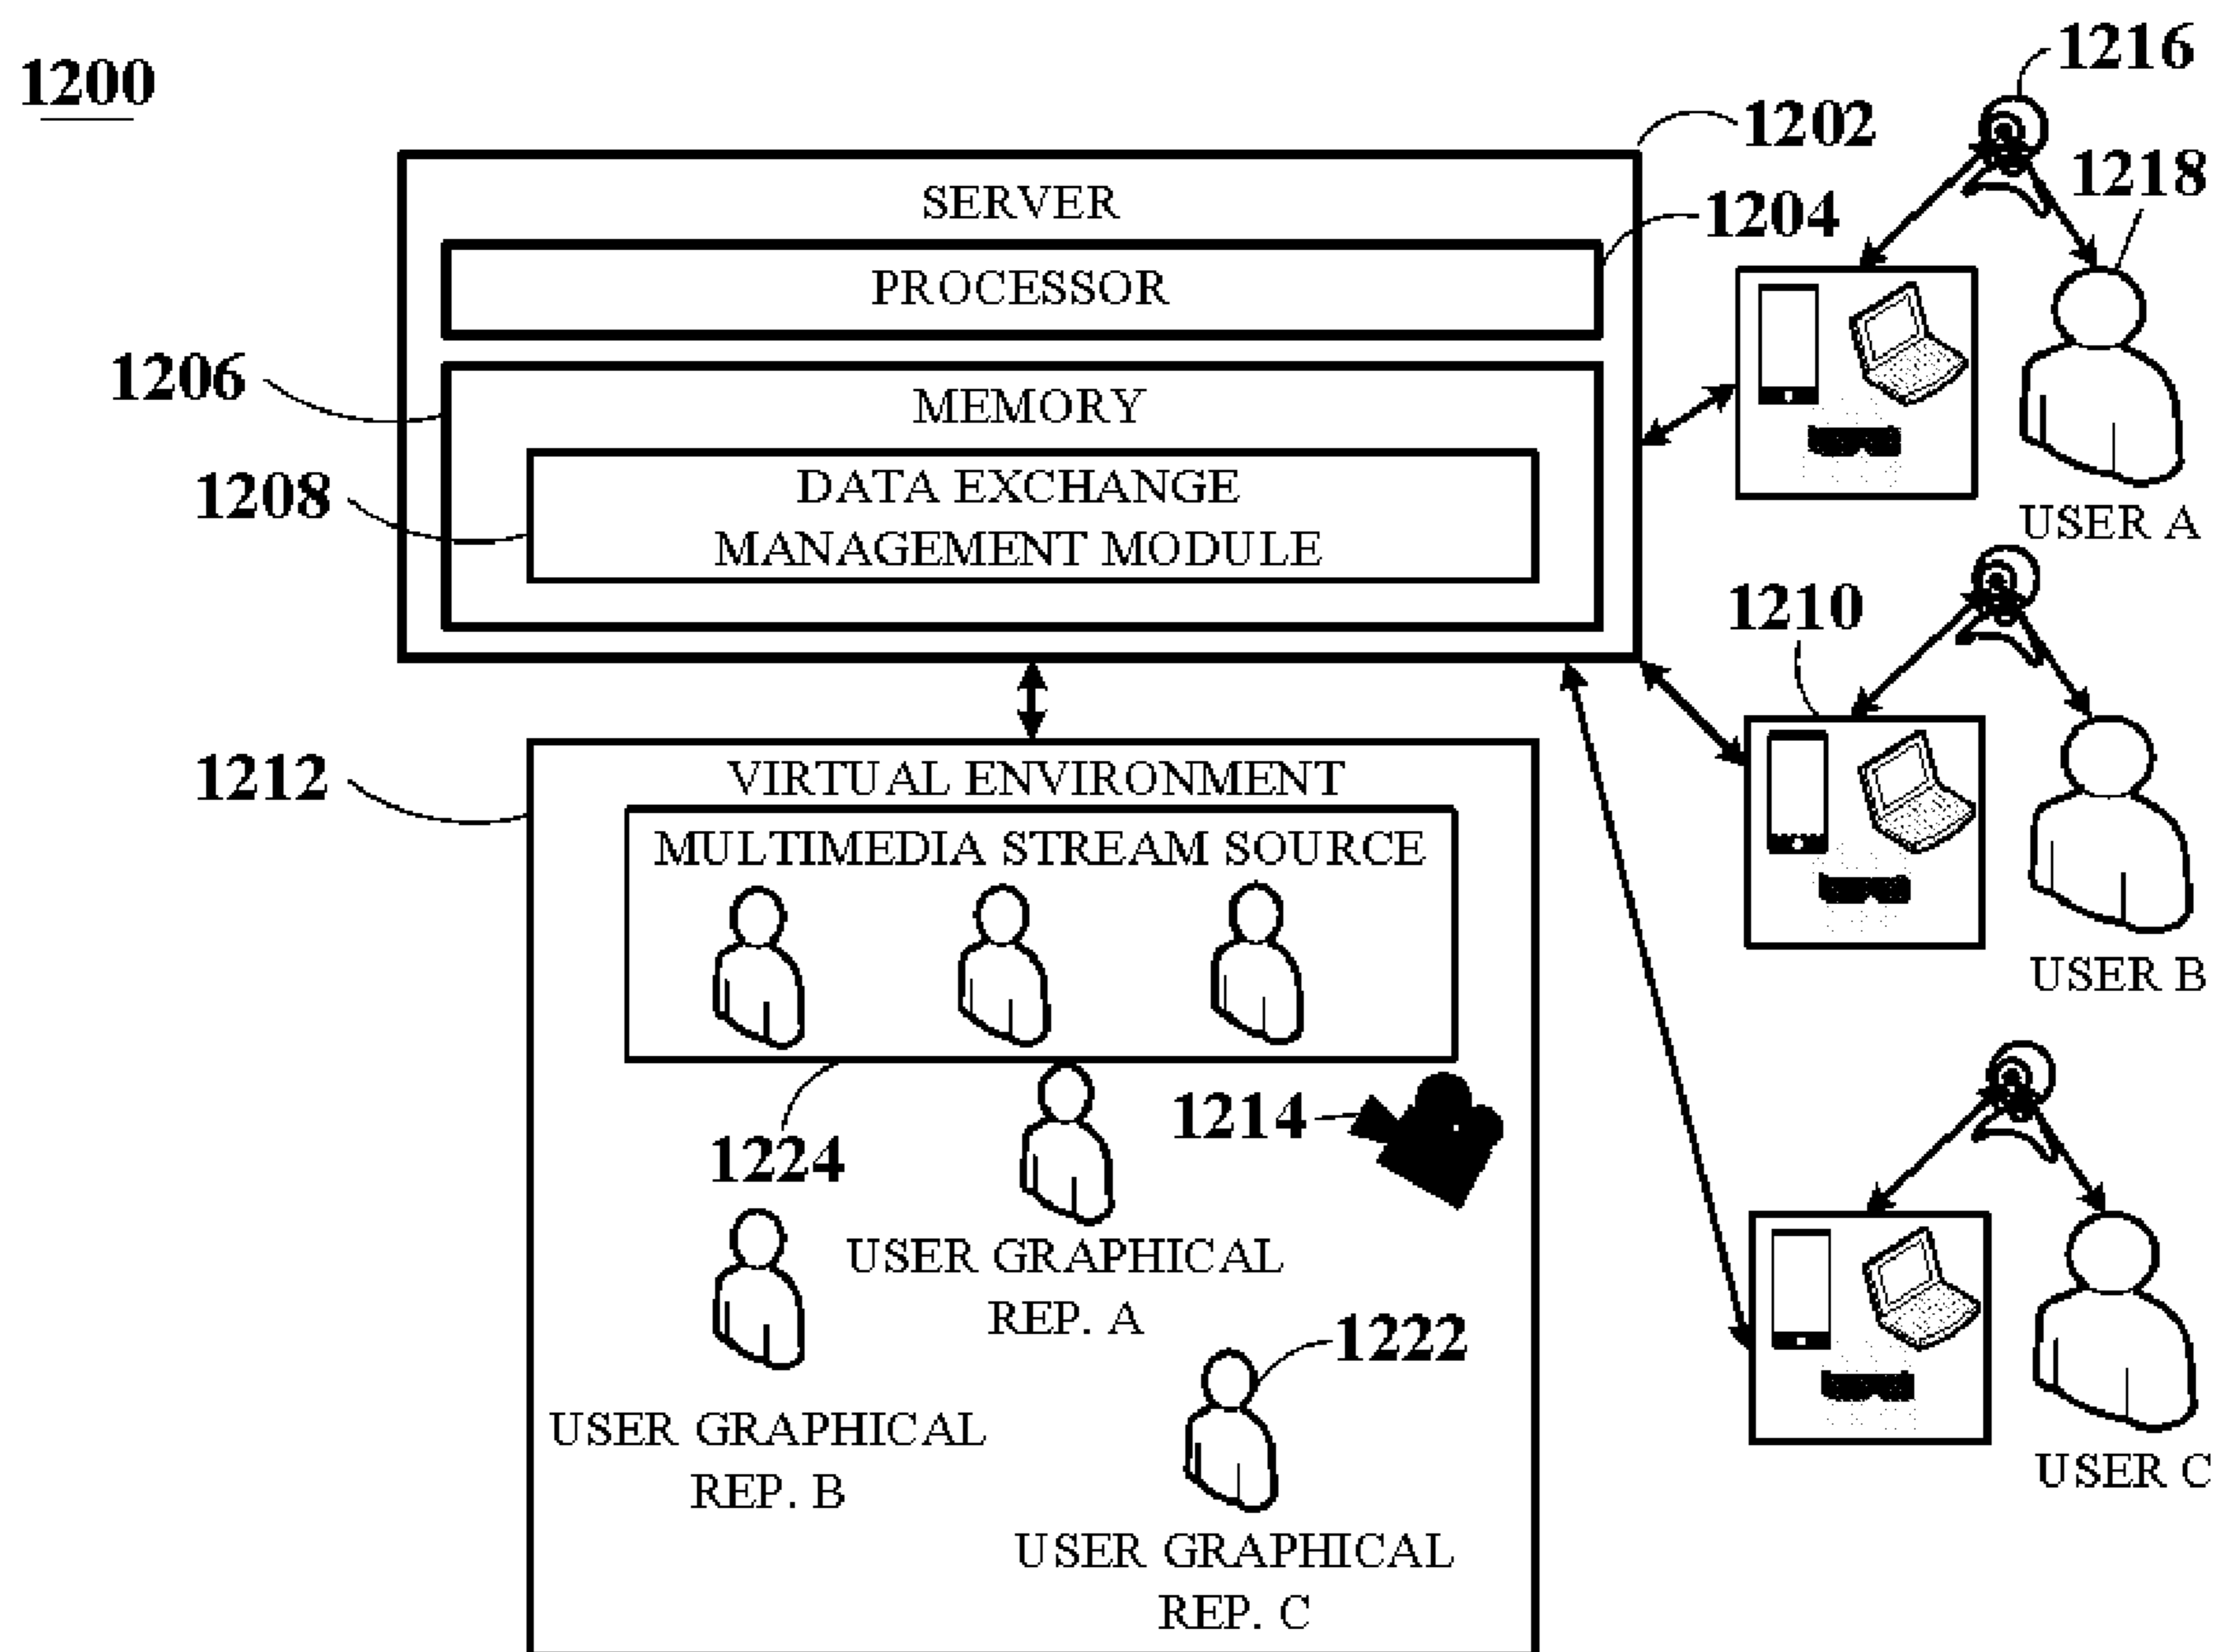 1200
1216
1202
1218
SERVER
1204
PROCESSOR
1206
MEMORY
1208
DATA EXCHANGE
MANAGEMENT MODULE
USER A
1210
1212
VIRTUAL ENVIRONMENT
MULTIMEDIA STREAM SOURCE
USER B
1214
1224
USER GRAPHICAL
REP. A
1222
USER GRAPHICAL
REP. B
USER C
USER GRAPHICAL
REP. C